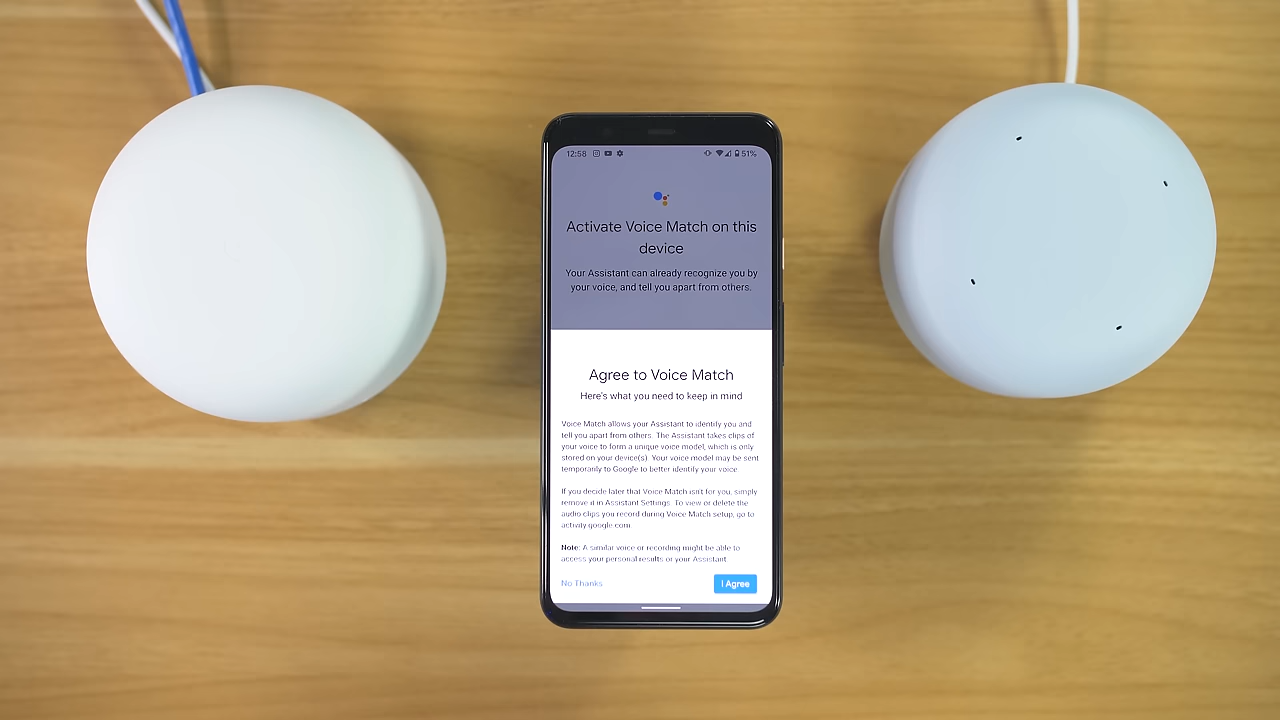 12:58
51%
Activate Voice Match on this
device
Your Assistant can already recognize you by
your voice, and tell you apart from others.
Agree to Voice Match
Here's what you need to keep in mind
Voice Match allows your Assistant to identify you and
tell you apart from others. The Assistant takes clips of
your voice to form a unique voice model, which is only
stored on your device(s). Your voice model may be sent
temporarily to Google to better identify your voice.
If you decide later that Voice Match isn't for you, simply
remove it in Assistant Settings. To view or delete the
audio clips you record during Voice Match setup, go to
activity.google.com.
Note: A similar voice or recording might be able to
access your personal results or your Assistant.
No Thanks
I Agree